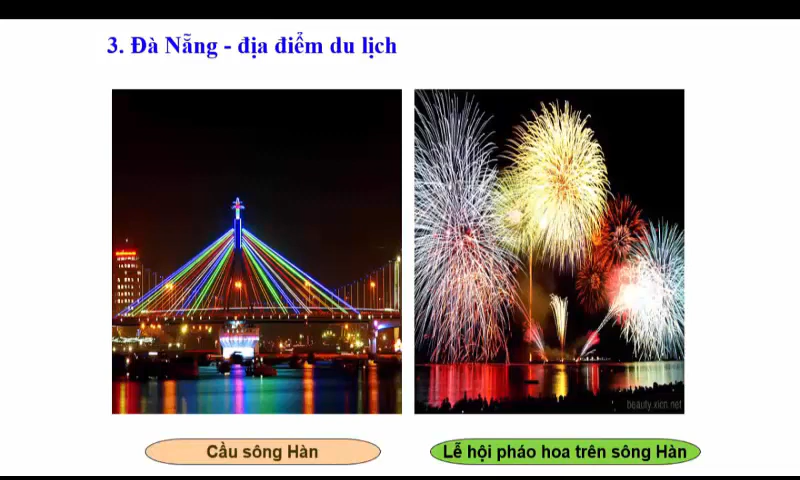 3. Đà Nẵng - địa điểm du lịch
beauty.xicn.net
Cầu sông Hàn
Lễ hội pháo hoa trên sông Hàn